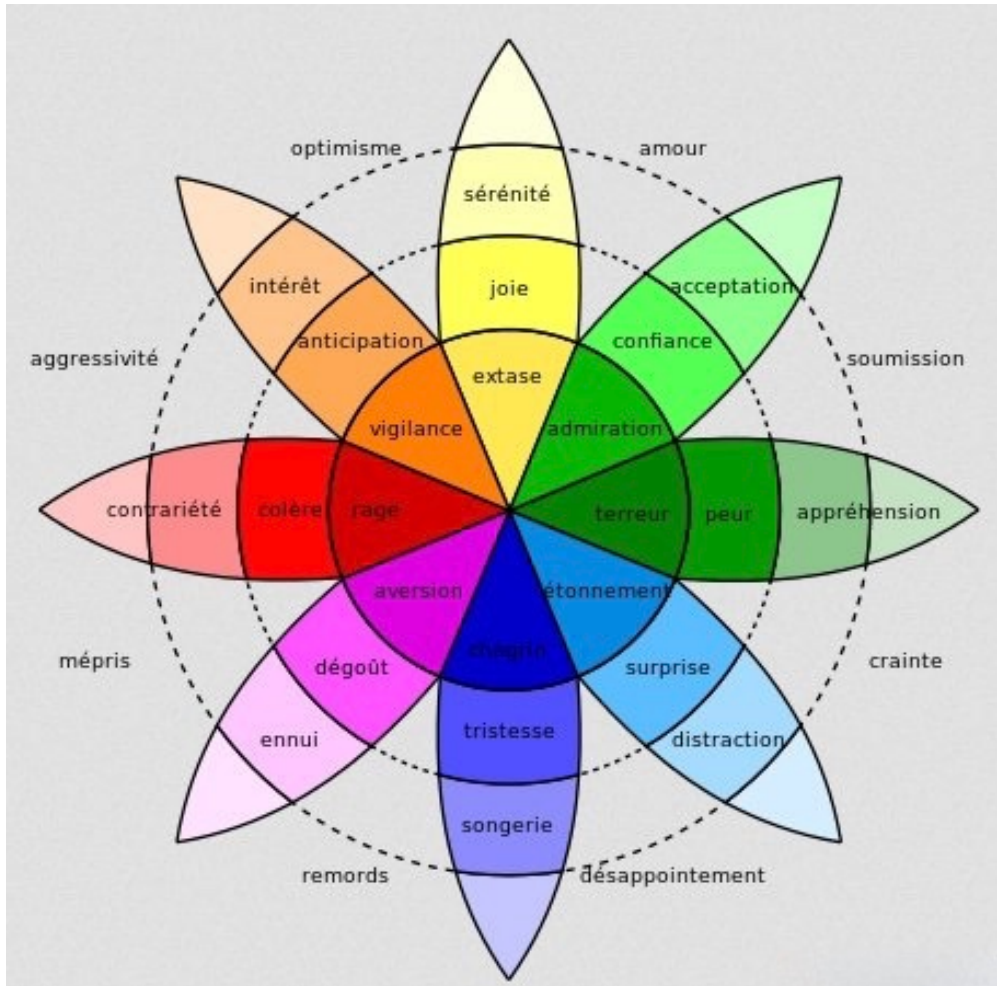 optimisme
amour
sérénité
intérêt
acceptation
joie
anticipation
confiance
aggressivité
soumission
extase
vigilance
admiration
contrariété
colère
rage
terreur
peur
appréhension
aversion
étonnement
chagrin
mépris
dégoût
surprise
crainte
tristesse
ennui
distraction
songerie
remords
désappointement